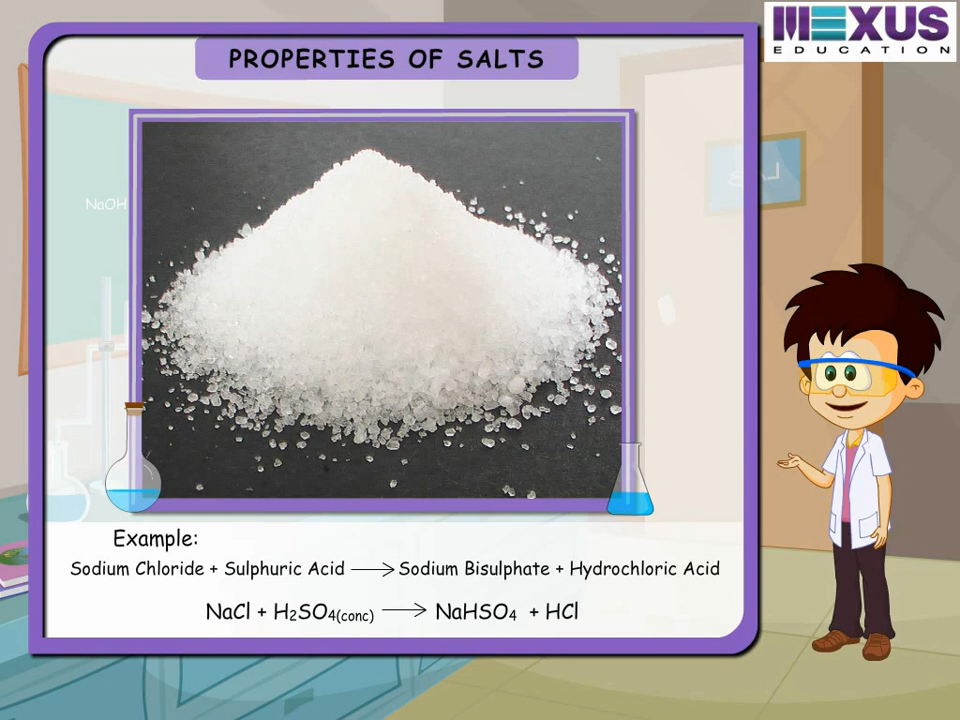 MEXUS
EDUCATION
PROPERTIES OF SALTS
NaOH
Example:
Sodium Chloride + Sulphuric Acid ⟶ Sodium Bisulphate + Hydrochloric Acid
NaCl + H₂SO₄(conc) ⟶ NaHSO₄ + HCl